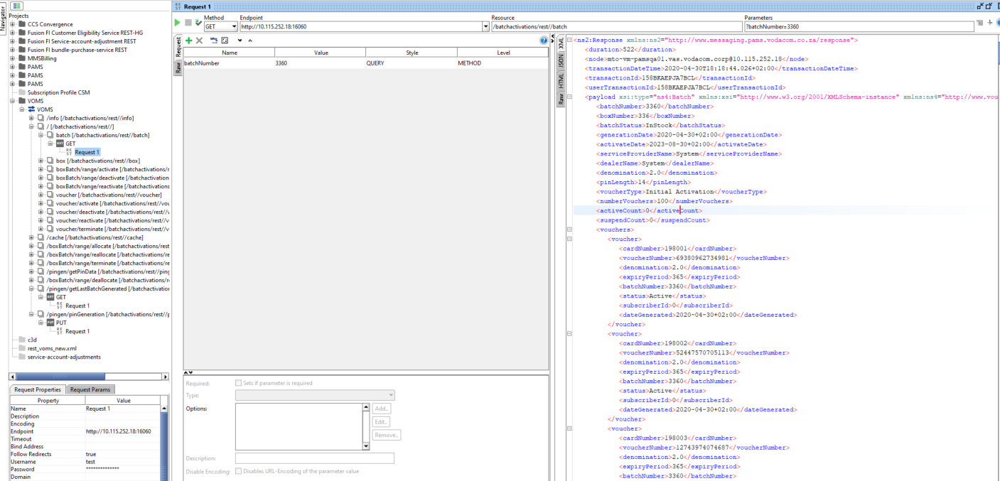 Navigator
Projects
CCS Convergence
Fusion FI Customer Eligibility Service REST-HG
Fusion FI Service-account-adjustment REST
Fusion FI bundle-purchase-service REST
MMSBilling
PAMS
PAMS
PAMS
Subscription Profile CSM
VOMS
VOMS
/info [/batchactivations/rest//info]
/ [/batchactivations/rest//]
batch [/batchactivations/rest//batch]
GET
Request 1
box [/batchactivations/rest//box]
boxBatch/range/activate [/batchactivations/r
boxBatch/range/deactivate [/batchactivation
boxBatch/range/reactivate [/batchactivations
voucher [/batchactivations/rest//voucher]
voucher/activate [/batchactivations/rest//vou
voucher/deactivate [/batchactivations/rest//v
voucher/reactivate [/batchactivations/rest//v
voucher/terminate [/batchactivations/rest//v
/cache [/batchactivations/rest//cache]
/boxBatch/range/allocate [/batchactivations/rest
/boxBatch/range/reallocate [/batchactivations/re
/boxBatch/range/terminate [/batchactivations/re
/pingen/getPinData [/batchactivations/rest//ping
/boxBatch/range/deallocate [/batchactivations/r
/pingen/getLastBatchGenerated [/batchactivation
GET
Request 1
/pingen/pinGeneration [/batchactivations/rest//p
PUT
Request 1
c3d
rest_voms_new.xml
service-account-adjustments
Request Properties Request Params
Property Value
Name Request 1
Description
Encoding
Endpoint http://10.115.252.18:16060
Timeout
Bind Address
Follow Redirects true
Username test
Password **************
Domain
REST Request 1
Method Endpoint Resource Parameters
GET http://10.115.252.18:16060 /batchactivations/rest//batch ?batchNumber=3360
Request
Raw
Name Value Style Level
batchNumber 3360 QUERY METHOD
Required: Sets if parameter is required
Type:
Options: Add..
Edit..
Remove..
Description:
Disable Encoding: Disables URL-Encoding of the parameter value
XML
JSON
HTML
Raw
<ns2:Response xmlns:ns2="http://www.messaging.pams.vodacom.co.za/response">
<duration>522</duration>
<node>mto-vm-pamsqa01.vas.vodacom.corp@10.115.252.18</node>
<transactionDateTime>2020-04-30T18:18:44.026+02:00</transactionDateTime>
<transactionId>158BKAEPJA7BCL</transactionId>
<userTransactionId>158BKAEPJA7BCL</userTransactionId>
<payload xsi:type="ns4:Batch" xmlns:xsi="http://www.w3.org/2001/XMLSchema-instance" xmlns:ns4="http://www.vou
<batchNumber>3360</batchNumber>
<boxNumber>336</boxNumber>
<batchStatus>InStock</batchStatus>
<generationDate>2020-04-30+02:00</generationDate>
<activateDate>2023-08-30+02:00</activateDate>
<serviceProviderName>System</serviceProviderName>
<dealerName>System</dealerName>
<denomination>2.0</denomination>
<pinLength>14</pinLength>
<voucherType>Initial Activation</voucherType>
<numberVouchers>100</numberVouchers>
<activeCount>0</activeCount>
<suspendCount>0</suspendCount>
<vouchers>
<voucher>
<cardNumber>198001</cardNumber>
<voucherNumber>69380962734981</voucherNumber>
<denomination>2.0</denomination>
<expiryPeriod>365</expiryPeriod>
<batchNumber>3360</batchNumber>
<status>Active</status>
<subscriberId>0</subscriberId>
<dateGenerated>2020-04-30+02:00</dateGenerated>
</voucher>
<voucher>
<cardNumber>198002</cardNumber>
<voucherNumber>52447570705113</voucherNumber>
<denomination>2.0</denomination>
<expiryPeriod>365</expiryPeriod>
<batchNumber>3360</batchNumber>
<status>Active</status>
<subscriberId>0</subscriberId>
<dateGenerated>2020-04-30+02:00</dateGenerated>
</voucher>
<voucher>
<cardNumber>198003</cardNumber>
<voucherNumber>12743974074687</voucherNumber>
<denomination>2.0</denomination>
<expiryPeriod>365</expiryPeriod>
<batchNumber>3360</batchNumber>